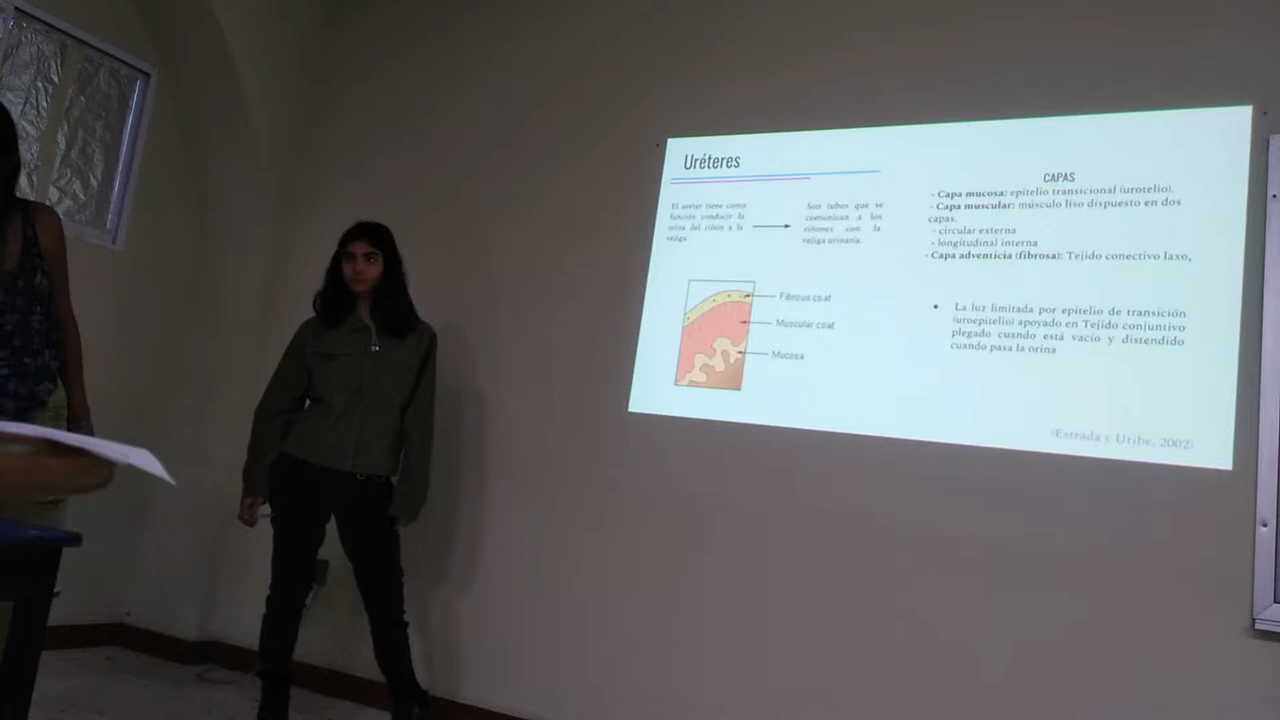 Uréteres
El uréter tiene como
función conducir la
orina del riñón a la
vejiga.
Son tubos que se
comunican a los
riñones con la
vejiga urinaria.
Fibrous coat
Muscular coat
Mucosa
CAPAS
- Capa mucosa: epitelio transicional (urotelio).
- Capa muscular: músculo liso dispuesto en dos
capas.
- circular externa
- longitudinal interna
- Capa adventicia (fibrosa): Tejido conectivo laxo,
• La luz limitada por epitelio de transición
(uroepitelio) apoyado en Tejido conjuntivo
plegado cuando está vacío y distendido
cuando pasa la orina
(Estrada y Uribe, 2002)